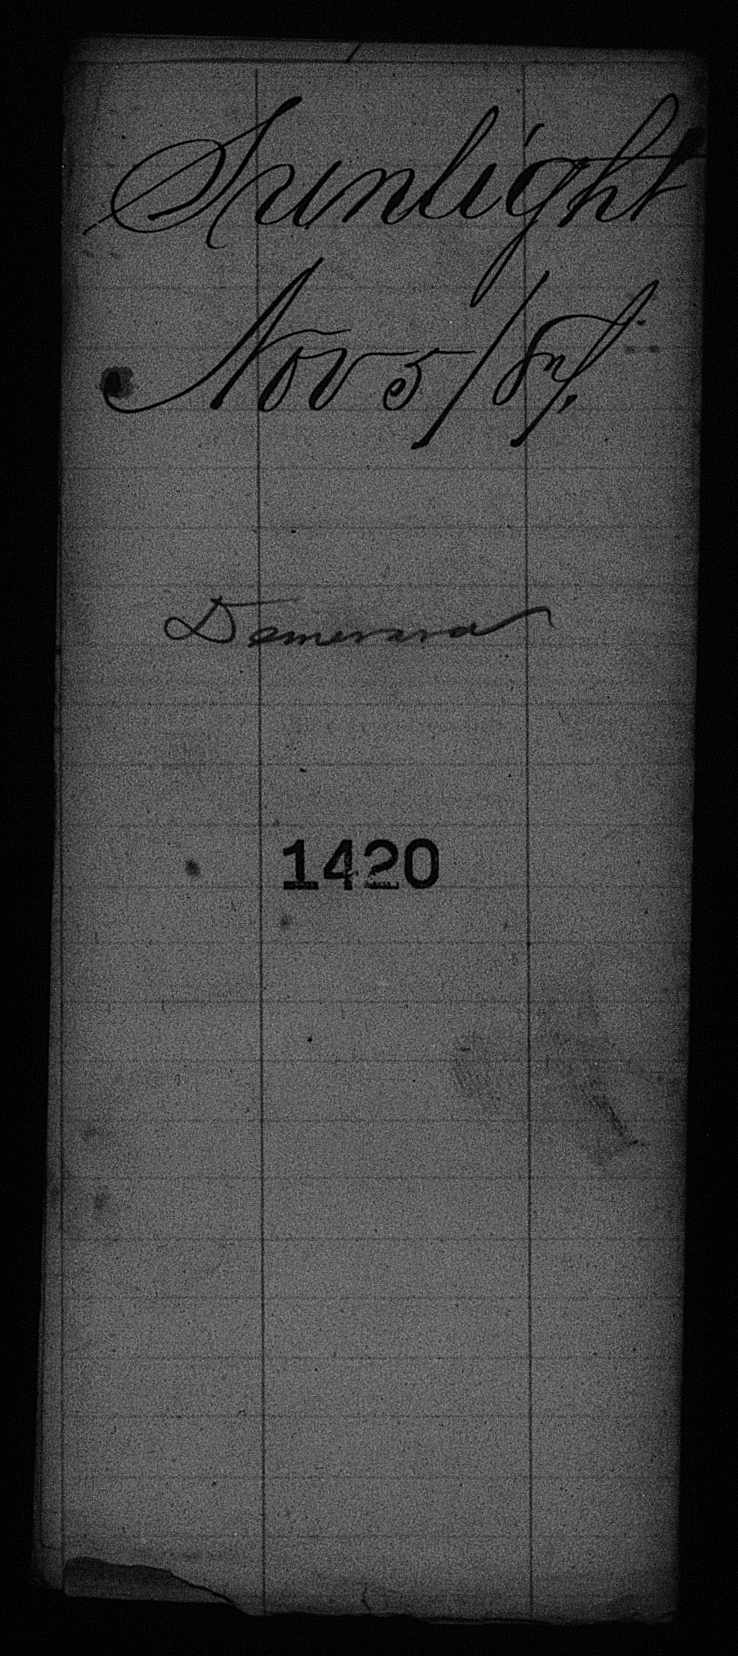 Sunlight
Nov 5/87,
Demerara
1420